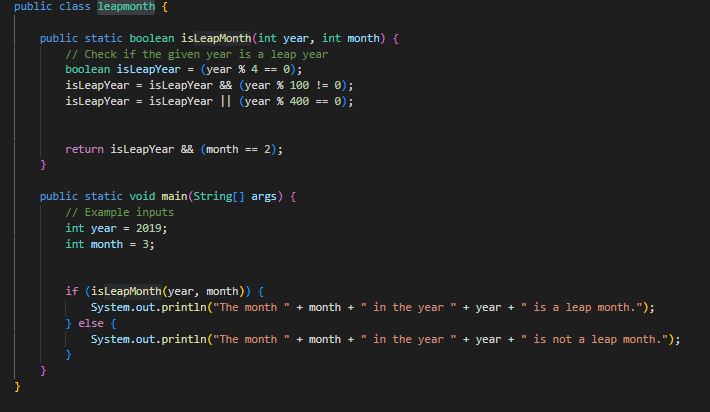 public class leapmonth {
public static boolean isLeapMonth(int year, int month) {
// Check if the given year is a leap year
boolean isLeapYear = (year % 4 == 0);
isLeapYear = isLeapYear && (year % 100 != 0);
isLeapYear = isLeapYear || (year % 400 == 0);
return isLeapYear && (month == 2);
}
public static void main(String[] args) {
// Example inputs
int year = 2019;
int month = 3;
if (isLeapMonth(year, month)) {
System.out.println("The month " + month + " in the year " + year + " is a leap month.");
} else {
System.out.println("The month " + month + " in the year " + year + " is not a leap month.");
}
}
}